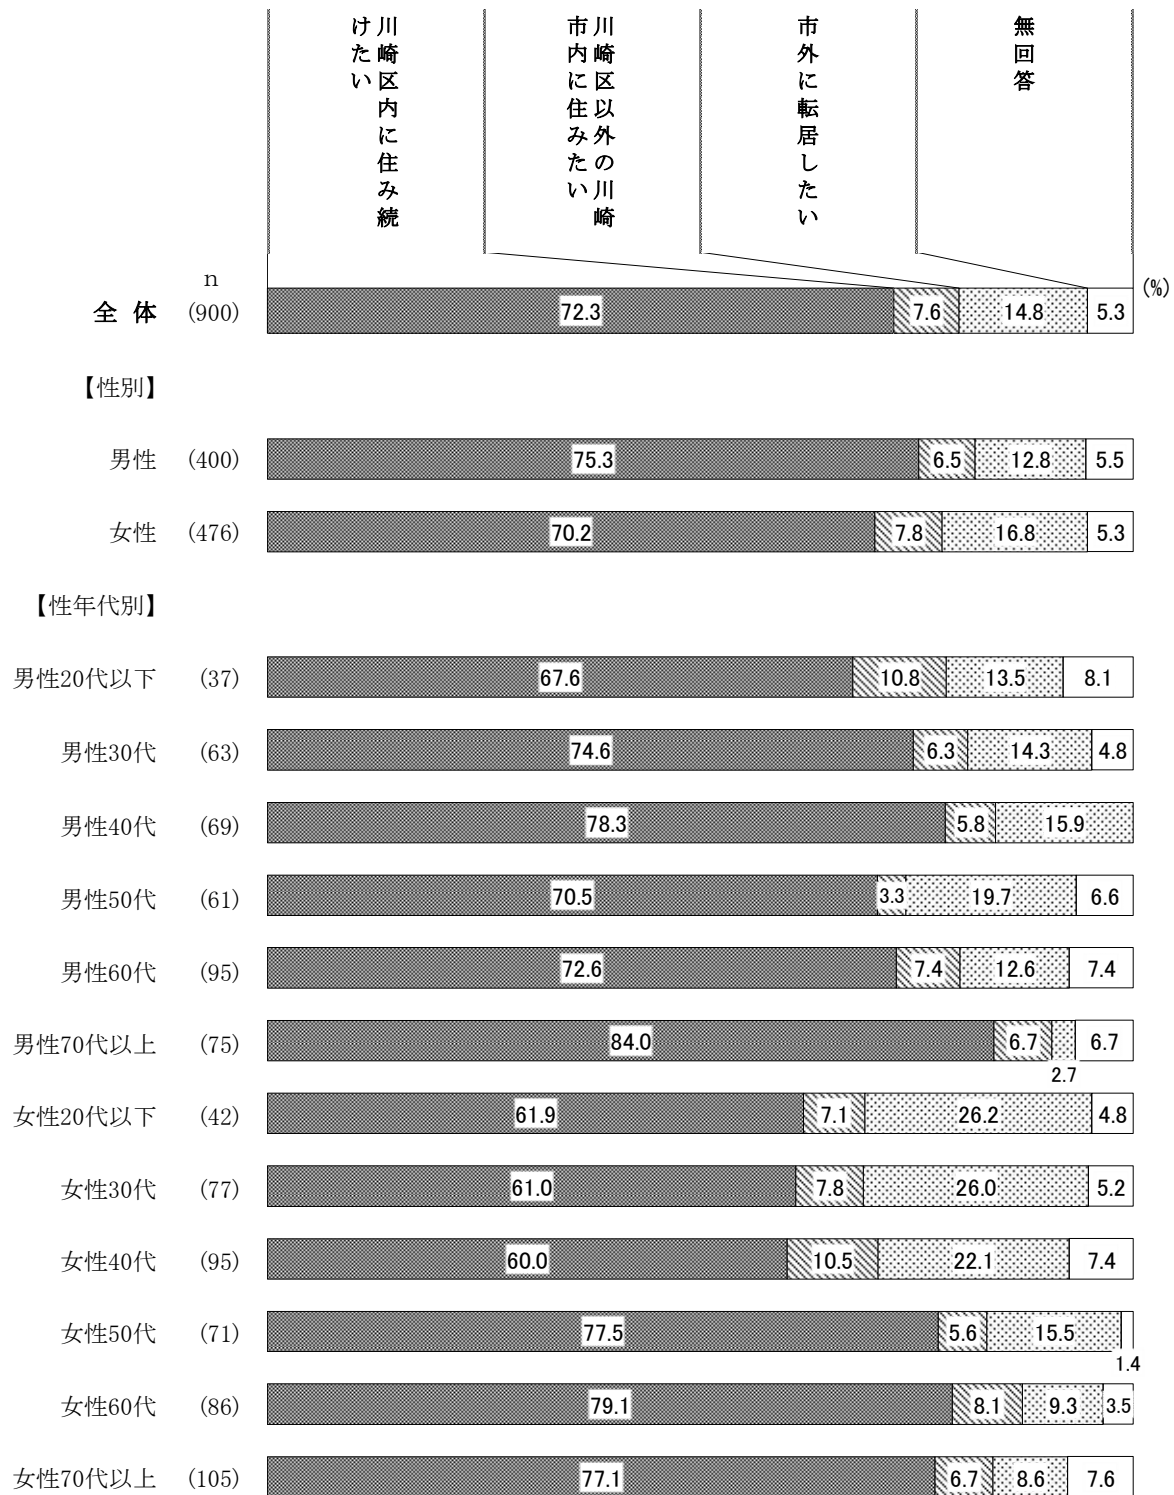 川崎区内に住み続
けたい
川崎区以外の川崎
市内に住みたい
市外に転居したい
無回答
n
(%)
全 体 (900) 72.3 7.6 14.8 5.3
【性別】
男性 (400) 75.3 6.5 12.8 5.5
女性 (476) 70.2 7.8 16.8 5.3
【性年代別】
男性20代以下 (37) 67.6 10.8 13.5 8.1
男性30代 (63) 74.6 6.3 14.3 4.8
男性40代 (69) 78.3 5.8 15.9
男性50代 (61) 70.5 3.3 19.7 6.6
男性60代 (95) 72.6 7.4 12.6 7.4
男性70代以上 (75) 84.0 6.7 2.7 6.7
女性20代以下 (42) 61.9 7.1 26.2 4.8
女性30代 (77) 61.0 7.8 26.0 5.2
女性40代 (95) 60.0 10.5 22.1 7.4
女性50代 (71) 77.5 5.6 15.5 1.4
女性60代 (86) 79.1 8.1 9.3 3.5
女性70代以上 (105) 77.1 6.7 8.6 7.6